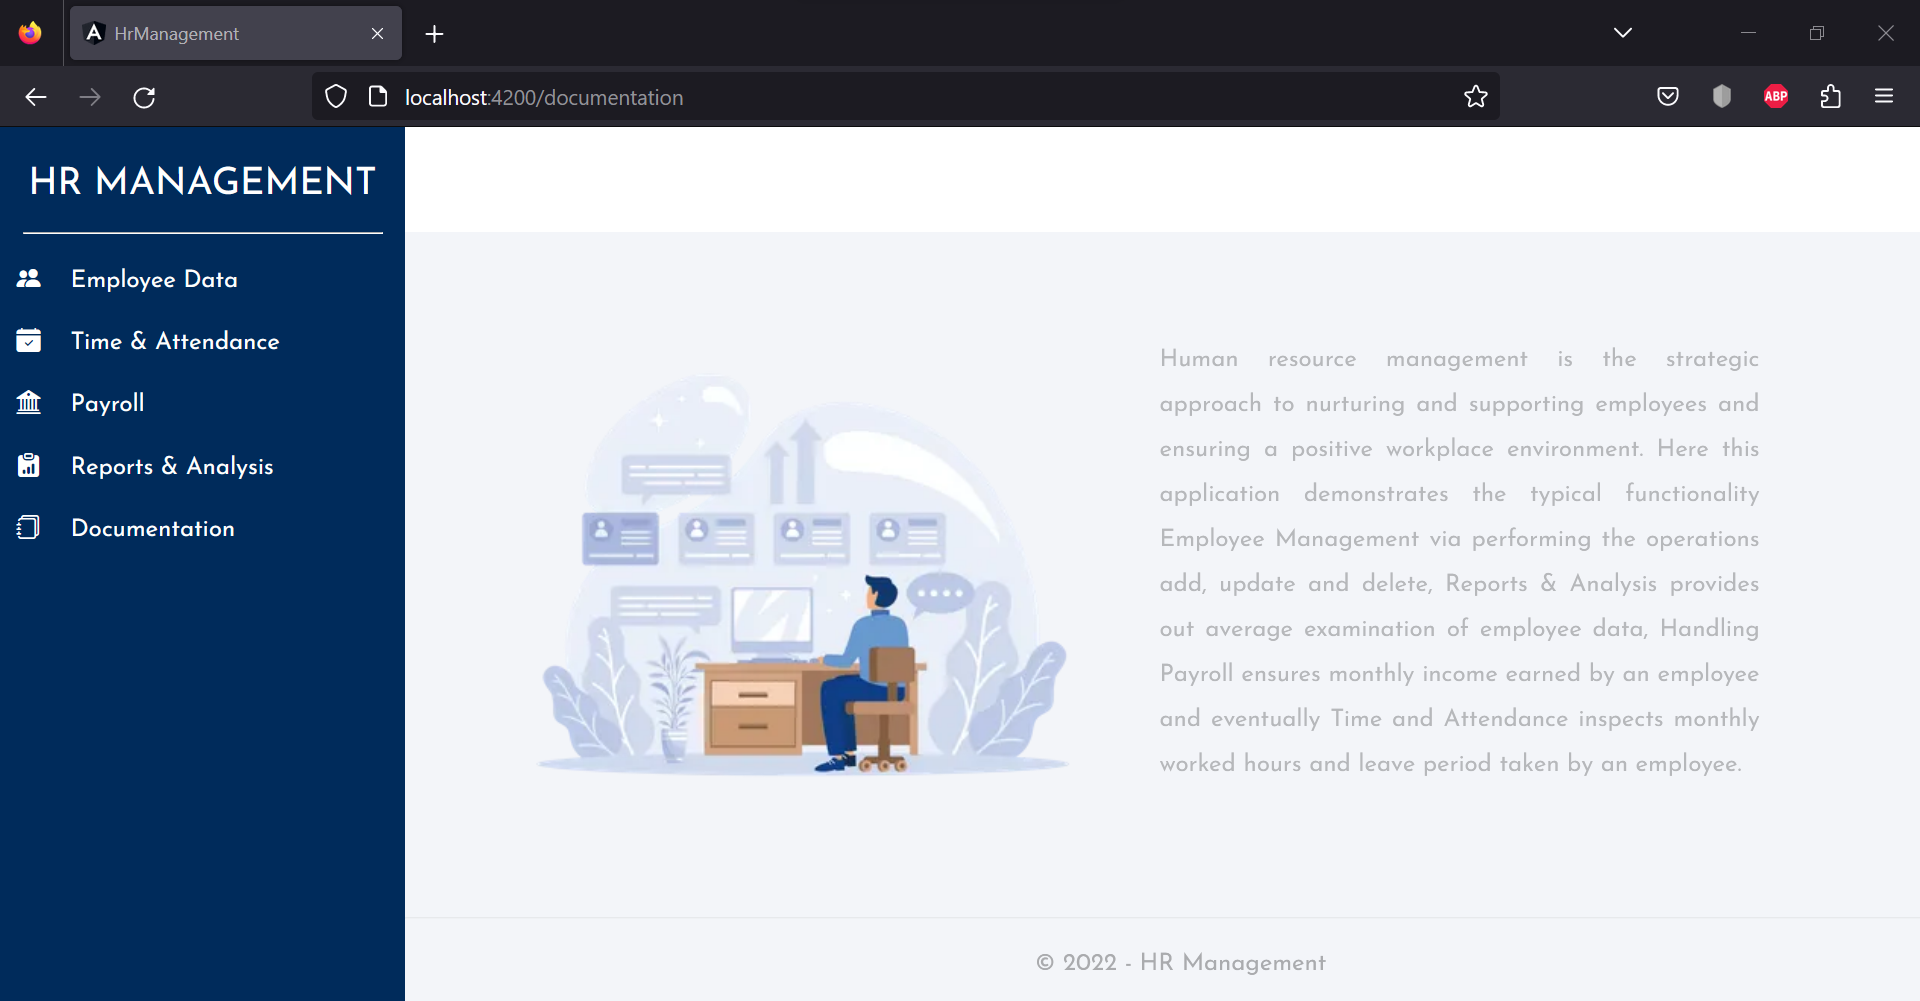 HrManagement
localhost:4200/documentation
ABP
HR MANAGEMENT
Employee Data
Time & Attendance
Payroll
Reports & Analysis
Documentation
Human resource management is the strategic
approach to nurturing and supporting employees and
ensuring a positive workplace environment. Here this
application demonstrates the typical functionality
Employee Management via performing the operations
add, update and delete, Reports & Analysis provides
out average examination of employee data, Handling
Payroll ensures monthly income earned by an employee
and eventually Time and Attendance inspects monthly
worked hours and leave period taken by an employee.
© 2022 - HR Management